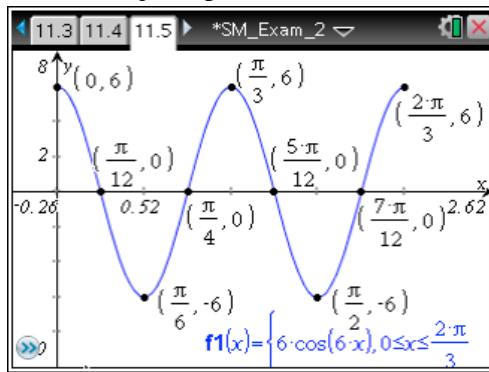 11.3 11.4 11.5 *SM_Exam_2
8 y
(0,6)
(π/3,6)
(2·π/3,6)
2
(π/12,0)
(5·π/12,0)
x
-0.26
0.52
(π/4,0)
(7·π/12,0)
2.62
(π/6,-6)
(π/2,-6)
f1(x)={6·cos(6·x),0≤x≤2·π/3